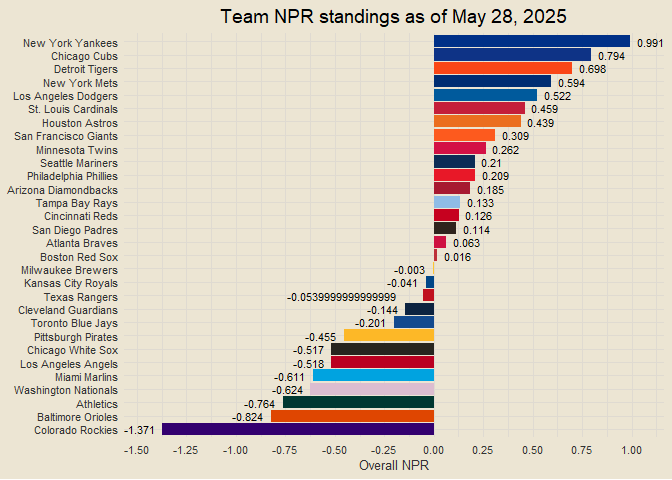 Team NPR standings as of May 28, 2025
New York Yankees 0.991
Chicago Cubs 0.794
Detroit Tigers 0.698
New York Mets 0.594
Los Angeles Dodgers 0.522
St. Louis Cardinals 0.459
Houston Astros 0.439
San Francisco Giants 0.309
Minnesota Twins 0.262
Seattle Mariners 0.21
Philadelphia Phillies 0.209
Arizona Diamondbacks 0.185
Tampa Bay Rays 0.133
Cincinnati Reds 0.126
San Diego Padres 0.114
Atlanta Braves 0.063
Boston Red Sox 0.016
Milwaukee Brewers -0.003
Kansas City Royals -0.041
Texas Rangers -0.0539999999999999
Cleveland Guardians -0.144
Toronto Blue Jays -0.201
Pittsburgh Pirates -0.455
Chicago White Sox -0.517
Los Angeles Angels -0.518
Miami Marlins -0.611
Washington Nationals -0.624
Athletics -0.764
Baltimore Orioles -0.824
Colorado Rockies -1.371
-1.50 -1.25 -1.00 -0.75 -0.50 -0.25 0.00 0.25 0.50 0.75 1.00
Overall NPR